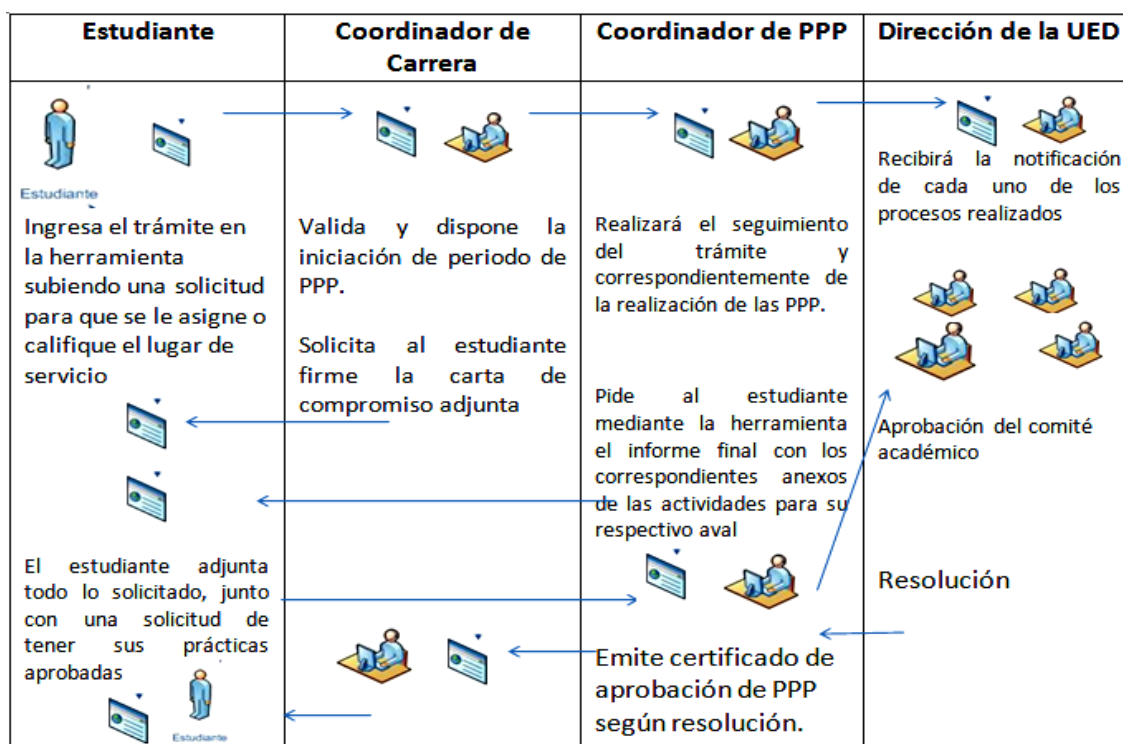 Estudiante
Coordinador de
Carrera
Coordinador de PPP
Dirección de la UED
Estudiante
Ingresa el trámite en
la herramienta
subiendo una solicitud
para que se le asigne o
califique el lugar de
servicio
El estudiante adjunta
todo lo solicitado, junto
con una solicitud de
tener sus prácticas
aprobadas
Estudiante
Valida y dispone la
iniciación de periodo de
PPP.
Solicita al estudiante
firme la carta de
compromiso adjunta
Realizará el seguimiento
del trámite y
correspondientemente de
la realización de las PPP.
Pide al estudiante
mediante la herramienta
el informe final con los
correspondientes anexos
de las actividades para su
respectivo aval
Emite certificado de
aprobación de PPP
según resolución.
Recibirá la notificación
de cada uno de los
procesos realizados
Aprobación del comité
académico
Resolución